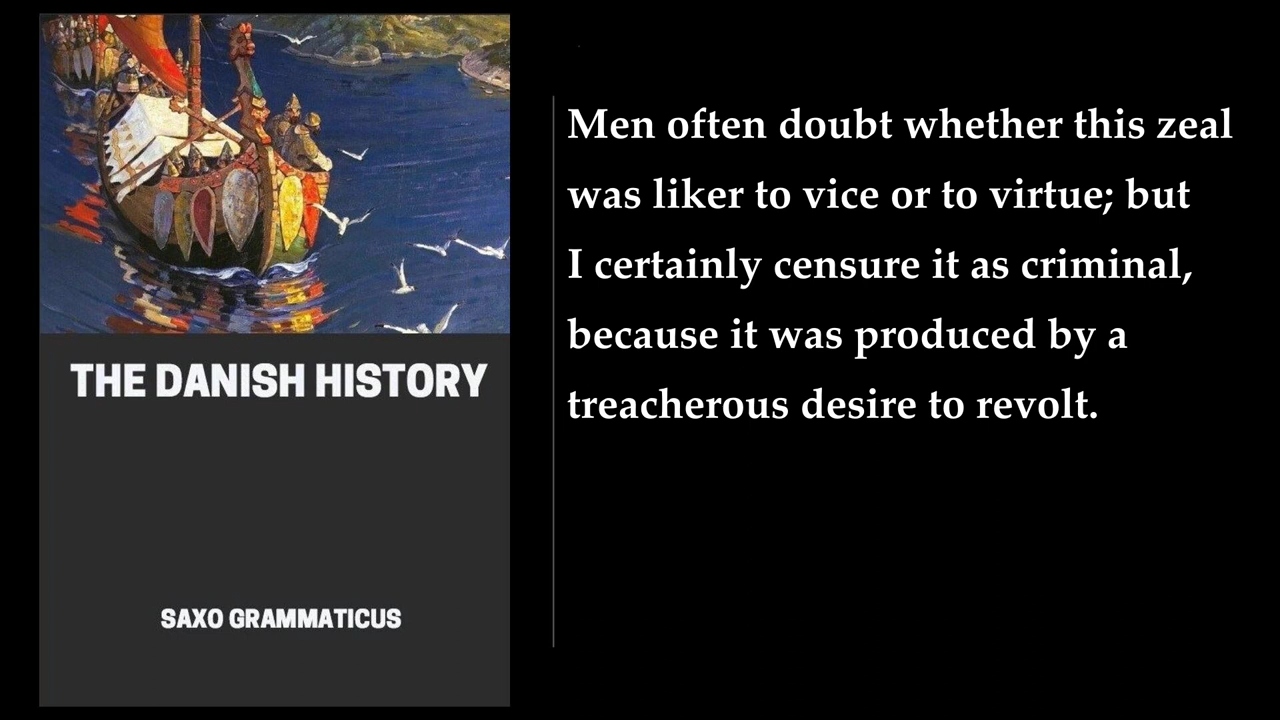 THE DANISH HISTORY
SAXO GRAMMATICUS
Men often doubt whether this zeal
was liker to vice or to virtue; but
I certainly censure it as criminal,
because it was produced by a
treacherous desire to revolt.